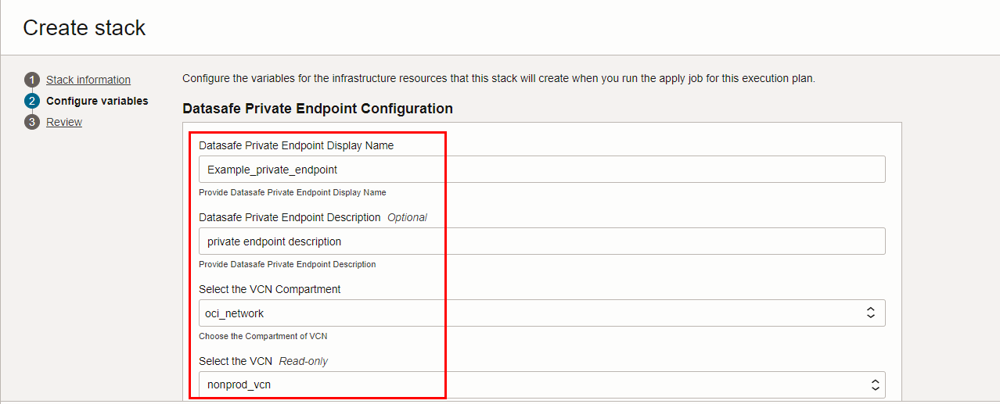 Create stack
1 Stack information
2 Configure variables
3 Review
Configure the variables for the infrastructure resources that this stack will create when you run the apply job for this execution plan.
Datasafe Private Endpoint Configuration
Datasafe Private Endpoint Display Name
Example_private_endpoint
Provide Datasafe Private Endpoint Display Name
Datasafe Private Endpoint Description Optional
private endpoint description
Provide Datasafe Private Endpoint Description
Select the VCN Compartment
oci_network
Choose the Compartment of VCN
Select the VCN Read-only
nonprod_vcn